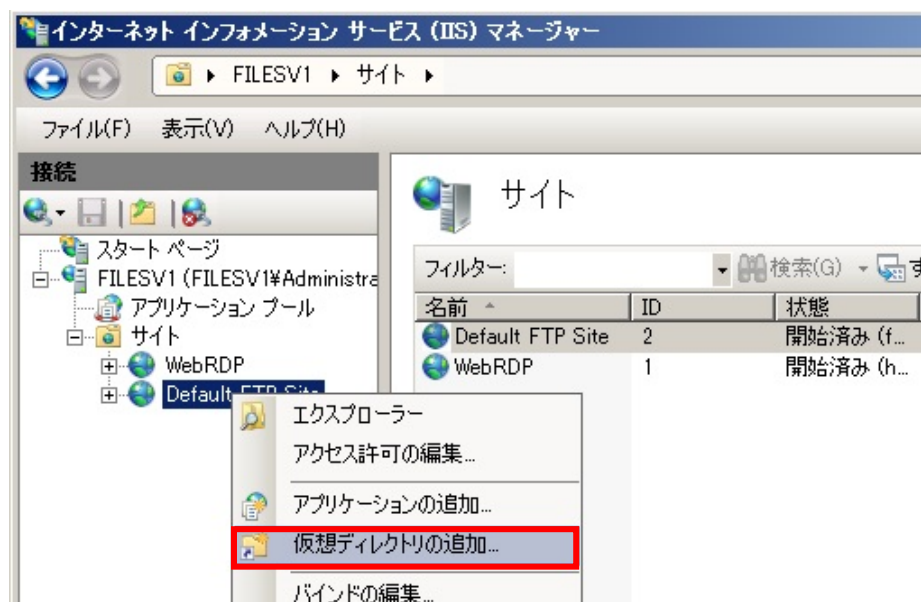 インターネット インフォメーション サービス (IIS) マネージャー
FILESV1 サイト
ファイル(F) 表示(V) ヘルプ(H)
接続
スタート ページ
FILESV1 (FILESV1¥Administra
アプリケーション プール
サイト
WebRDP
Default FTP Site
サイト
フィルター: 検索(G) す
名前 ID 状態
Default FTP Site 2 開始済み (f...
WebRDP 1 開始済み (h...
エクスプローラー
アクセス許可の編集...
アプリケーションの追加...
仮想ディレクトリの追加...
バインドの編集...